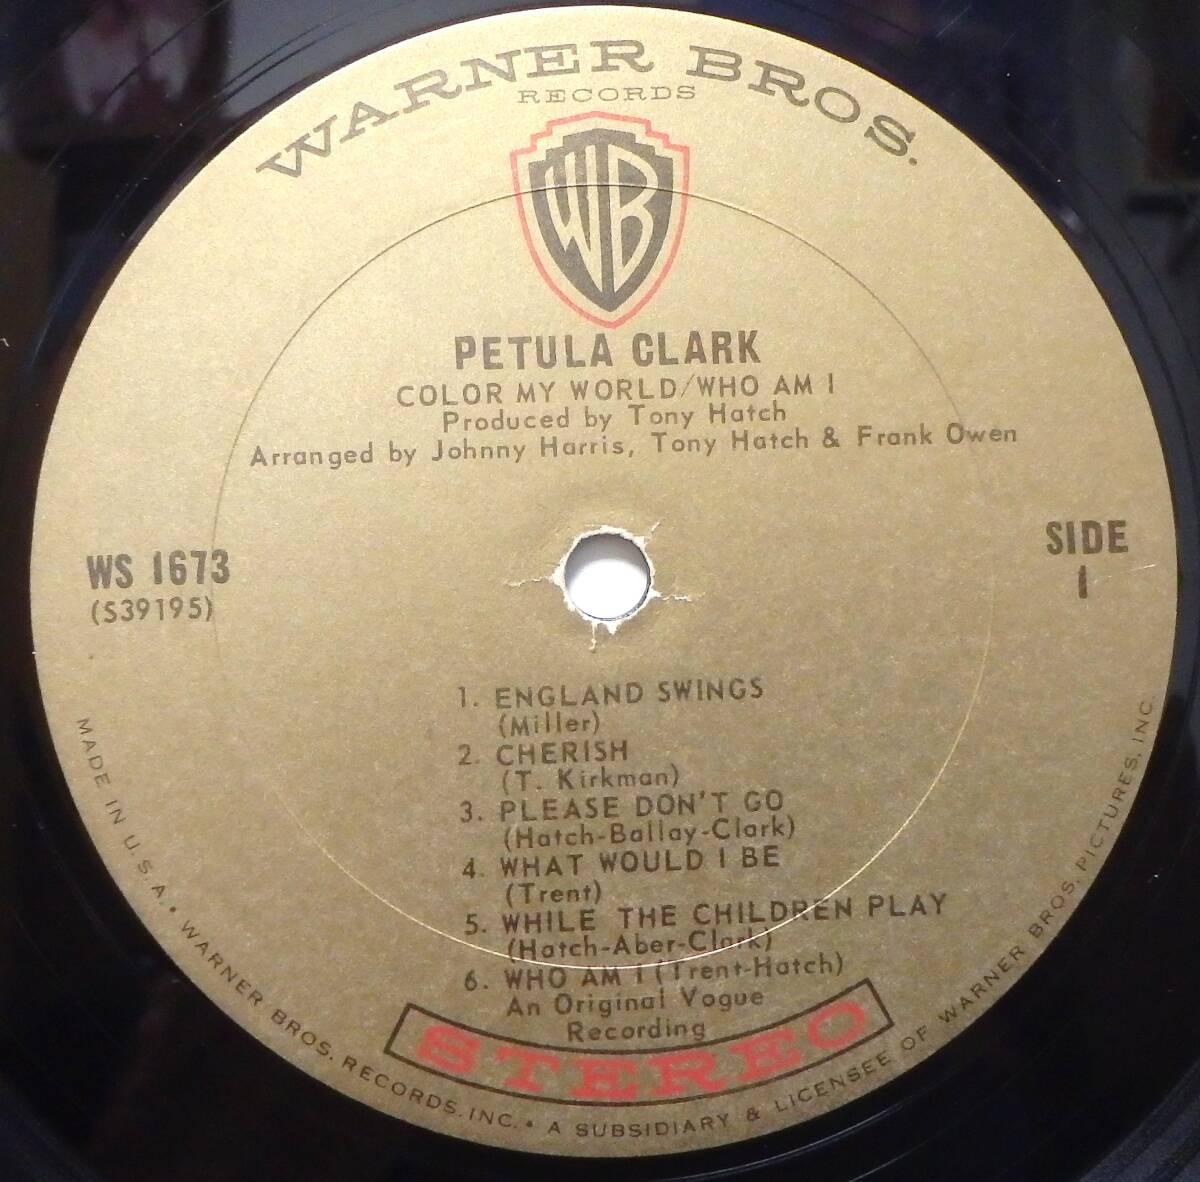 WARNER BROS.
RECORDS
WB
PETULA CLARK
COLOR MY WORLD/WHO AM I
Produced by Tony Hatch
Arranged by Johnny Harris, Tony Hatch & Frank Owen
WS 1673
(S39195)
SIDE
1
1. ENGLAND SWINGS
(Miller)
2. CHERISH
(T. Kirkman)
3. PLEASE DON'T GO
(Hatch-Ballay-Clark)
4. WHAT WOULD I BE
(Trent)
5. WHILE THE CHILDREN PLAY
(Hatch-Aber-Clark)
6. WHO AM I (Trent-Hatch)
An Original Vogue
Recording
STEREO
MADE IN U.S.A. • WARNER BROS. RECORDS, INC. • A SUBSIDIARY & LICENSEE OF WARNER BROS. PICTURES, INC.